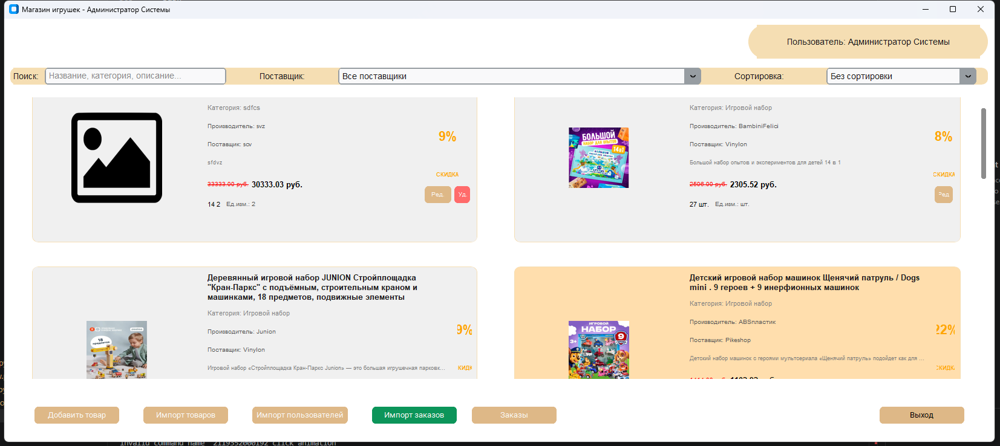 Магазин игрушек - Администратор Системы
Пользователь: Администратор Системы
Поиск:
Название, категория, описание...
Поставщик:
Все поставщики
Сортировка:
Без сортировки
Категория: sdfcs
Производитель: svz
Поставщик: scv
sfdvz
33333.00 руб. 30333.03 руб.
14 2 Ед.изм.: 2
9%
СКИДКА
Ред.
Уд.
БОЛЬШОЙ
НАБОР ДЛЯ ОПЫТОВ
14в1
Категория: Игровой набор
Производитель: BambiniFelici
Поставщик: Vinylon
Большой набор опытов и экспериментов для детей 14 в 1
2506.00 руб. 2305.52 руб.
27 шт. Ед.изм.: шт.
8%
СКИДКА
Ред
Деревянный игровой набор JUNION Стройплощадка
"Кран-Паркс" с подъёмным, строительным краном и
машинками, 18 предметов, подвижные элементы
Категория: Игровой набор
Производитель: Junion
Поставщик: Vinylon
Игровой набор «Стройплощадка Кран-Паркс Junion» — это большая игрушечная парковк...
9%
КИДК
18
предметов
Детский игровой набор машинок Щенячий патруль / Dogs
mini . 9 героев + 9 инерфионных машинок
Категория: Игровой набор
Производитель: ABSпластик
Поставщик: Pikeshop
Детский набор машинок с героями мультсериала «Щенячий патруль» подойдет как для ...
22%
СКИДКА
ИГРОВОЙ
НАБОР
3+
9
Добавить товар
Импорт товаров
Импорт пользователей
Импорт заказов
Заказы
Выход
invalid command name "2119352000192 click animation